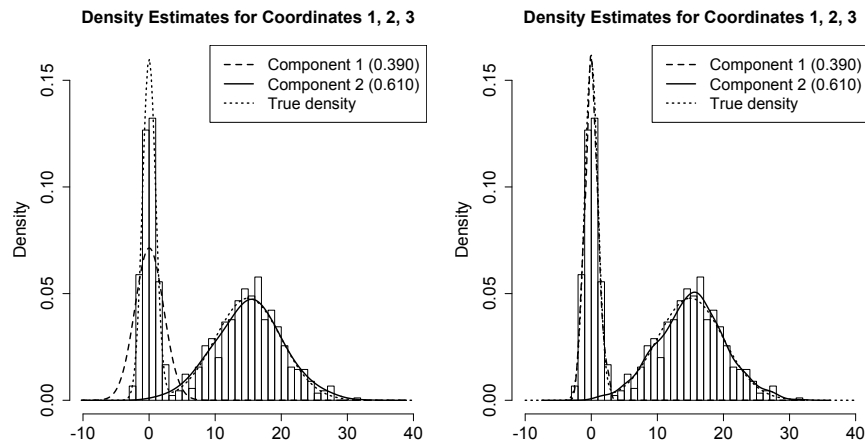 Density Estimates for Coordinates 1, 2, 3
Component 1 (0.390)
Component 2 (0.610)
True density
Density
0.15
0.10
0.05
0.00
-10 0 10 20 30 40
Density Estimates for Coordinates 1, 2, 3
Component 1 (0.390)
Component 2 (0.610)
True density
Density
0.15
0.10
0.05
0.00
-10 0 10 20 30 40